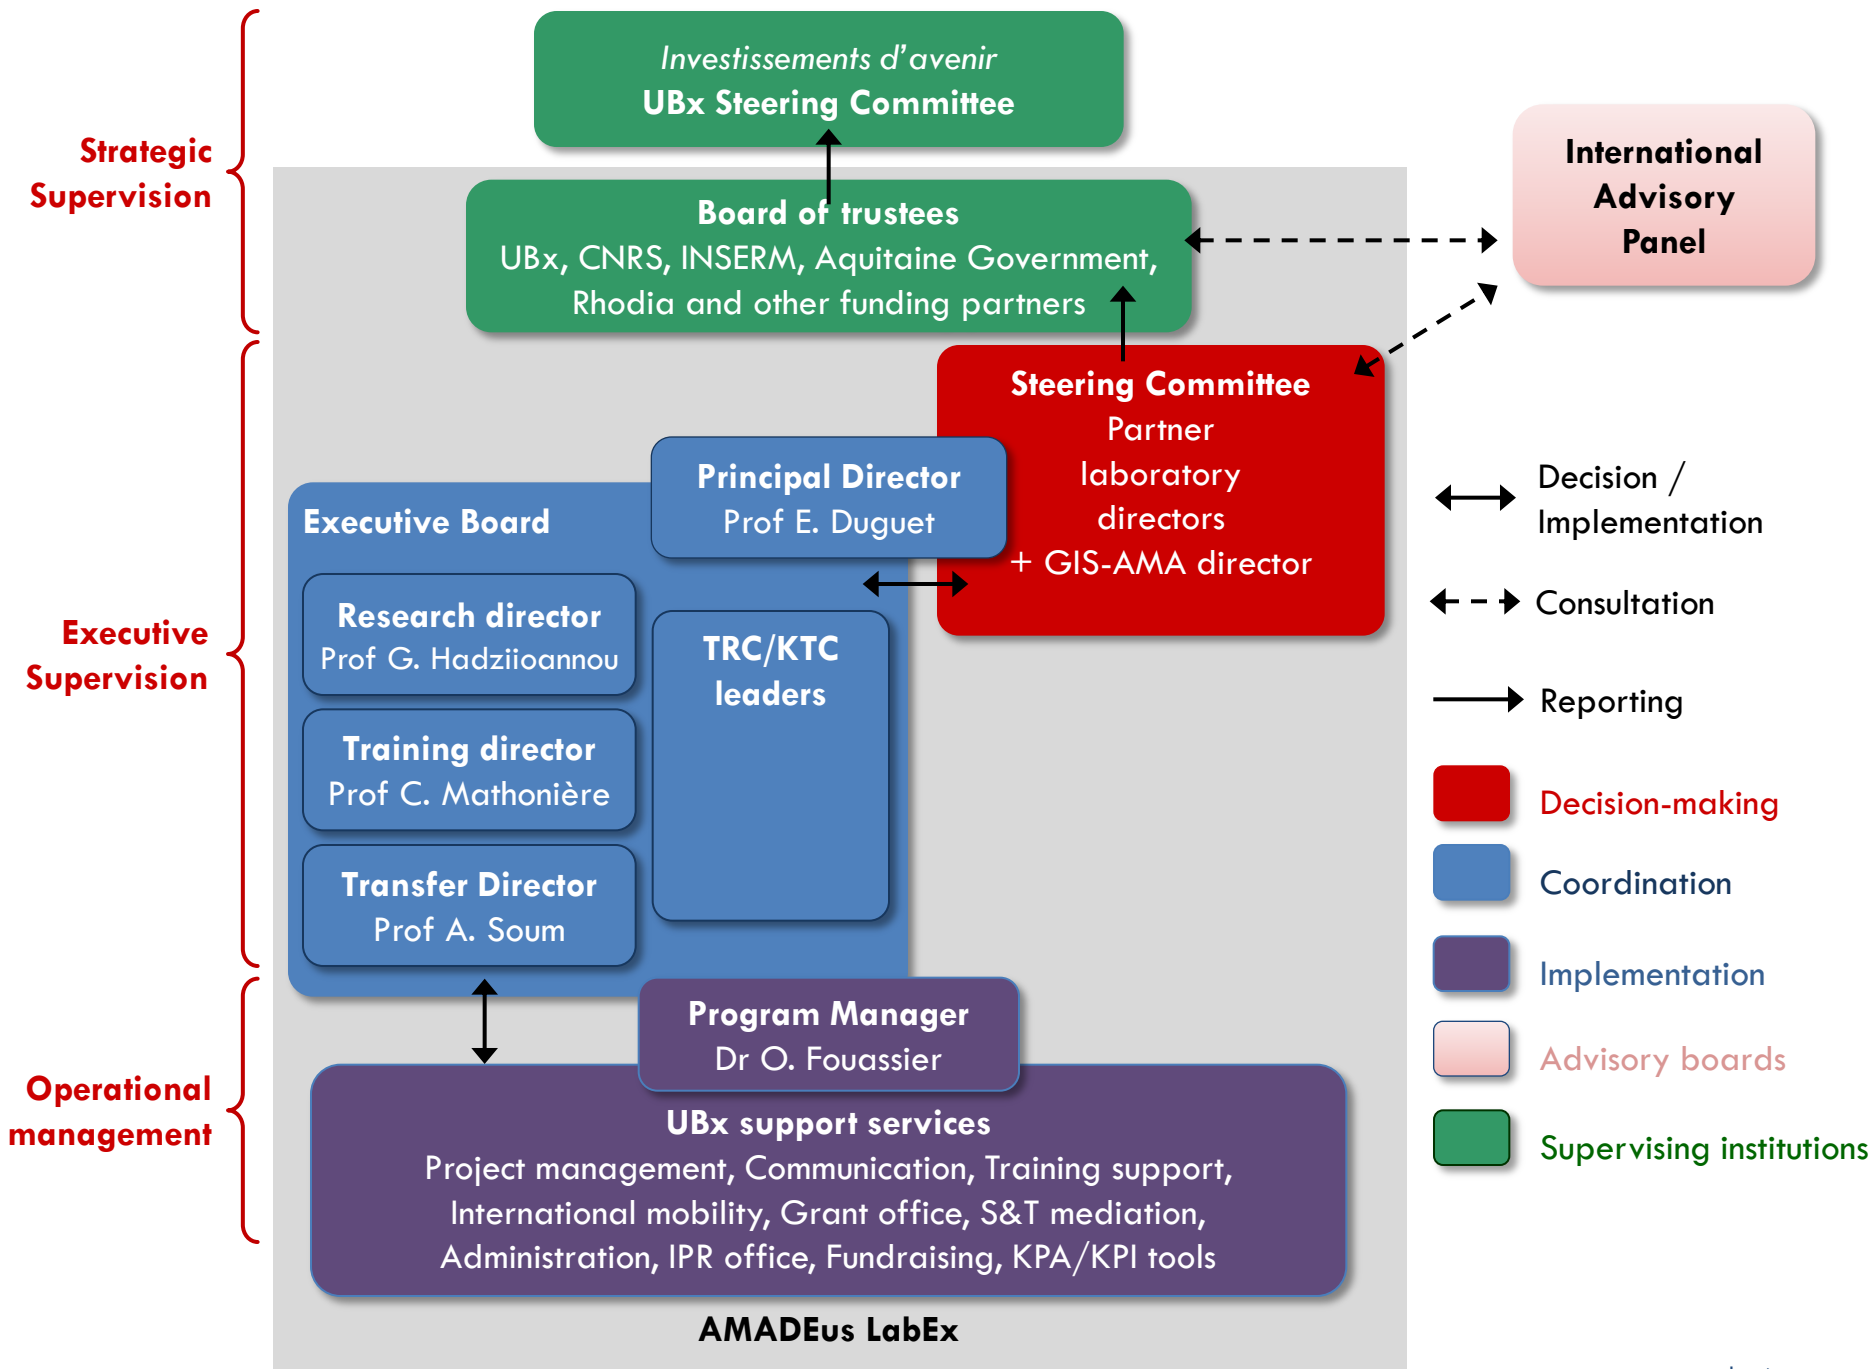 Investissements d'avenir
UBx Steering Committee
Strategic
Supervision
International
Advisory
Panel
Board of trustees
UBx, CNRS, INSERM, Aquitaine Government,
Rhodia and other funding partners
Steering Committee
Partner
laboratory
directors
+ GIS-AMA director
Principal Director
Prof E. Duguet
Executive Board
Executive
Supervision
Research director
Prof G. Hadziioannou
TRC/KTC
leaders
Training director
Prof C. Mathonière
Transfer Director
Prof A. Soum
Program Manager
Dr O. Fouassier
Operational
management
UBx support services
Project management, Communication, Training support,
International mobility, Grant office, S&T mediation,
Administration, IPR office, Fundraising, KPA/KPI tools
AMADEus LabEx
Decision /
Implementation
Consultation
Reporting
Decision-making
Coordination
Implementation
Advisory boards
Supervising institutions